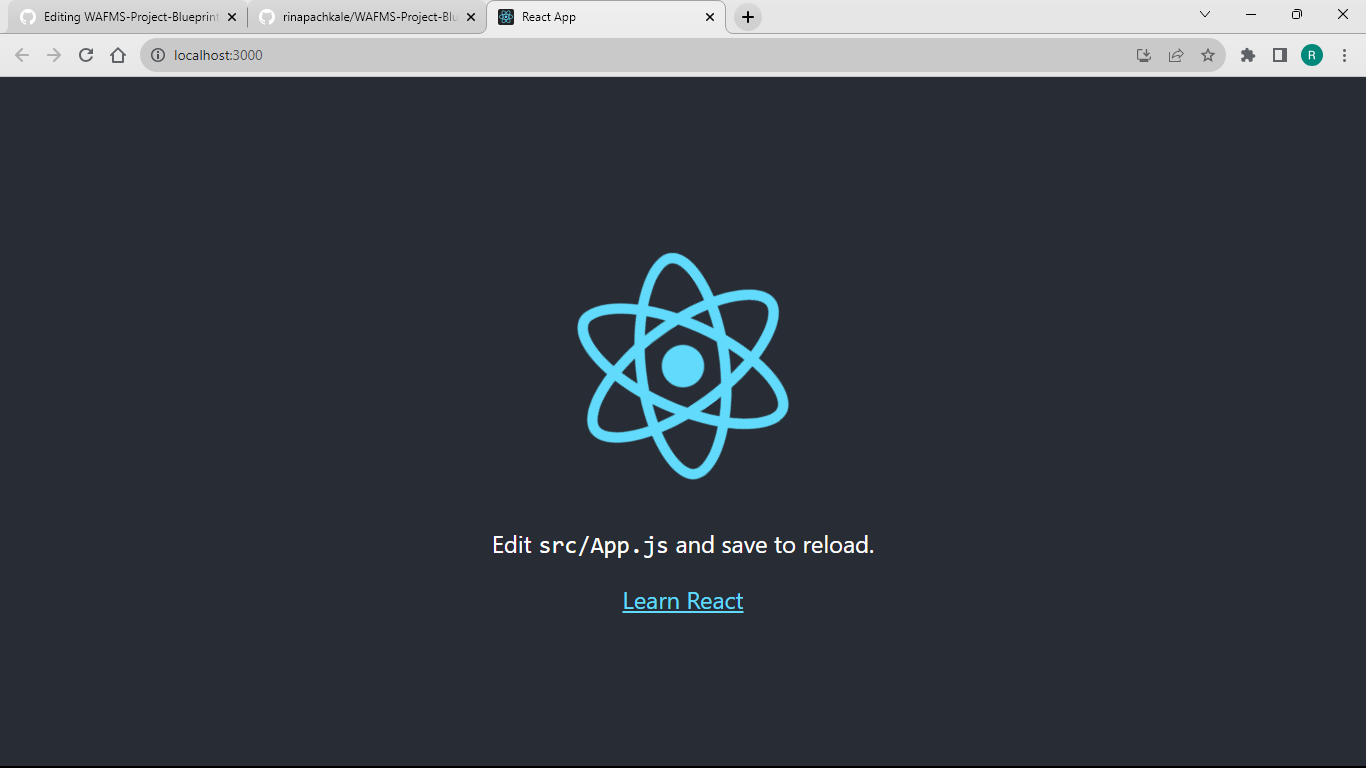 Editing WAFMS-Project-Blueprint
rinapachkale/WAFMS-Project-Blu
React App
localhost:3000
R
Edit src/App.js and save to reload.
Learn React